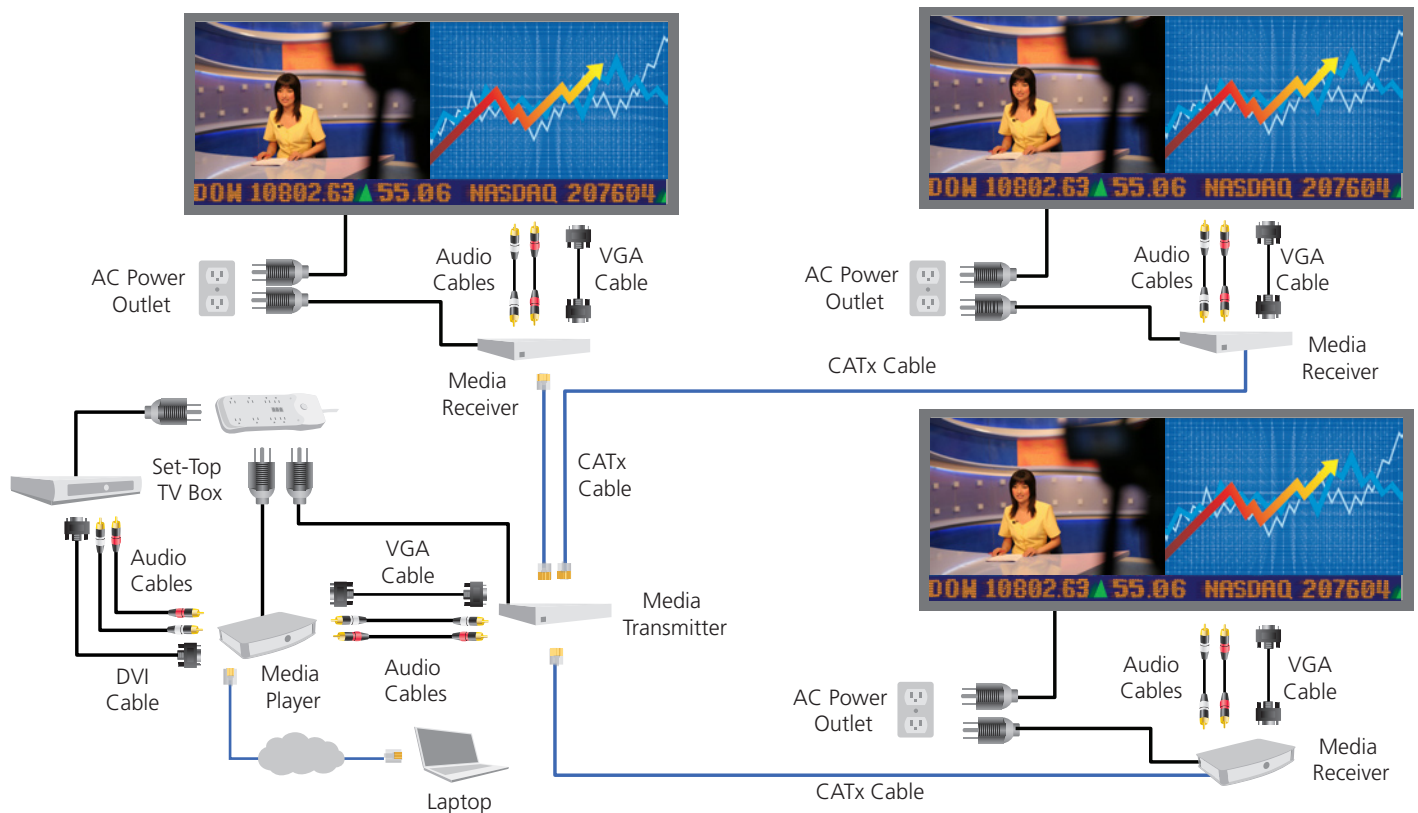 DOW 10802.63▲55.06 NASDAQ 207604
DOW 10802.63▲55.06 NASDAQ 207604
AC Power
Outlet
Audio
Cables
VGA
Cable
Media
Receiver
AC Power
Outlet
Audio
Cables
VGA
Cable
Media
Receiver
CATx Cable
CATx
Cable
Set-Top
TV Box
Audio
Cables
DVI
Cable
Media
Player
VGA
Cable
Audio
Cables
Media
Transmitter
Laptop
DOW 10802.63▲55.06 NASDAQ 207604
AC Power
Outlet
Audio
Cables
VGA
Cable
Media
Receiver
CATx Cable